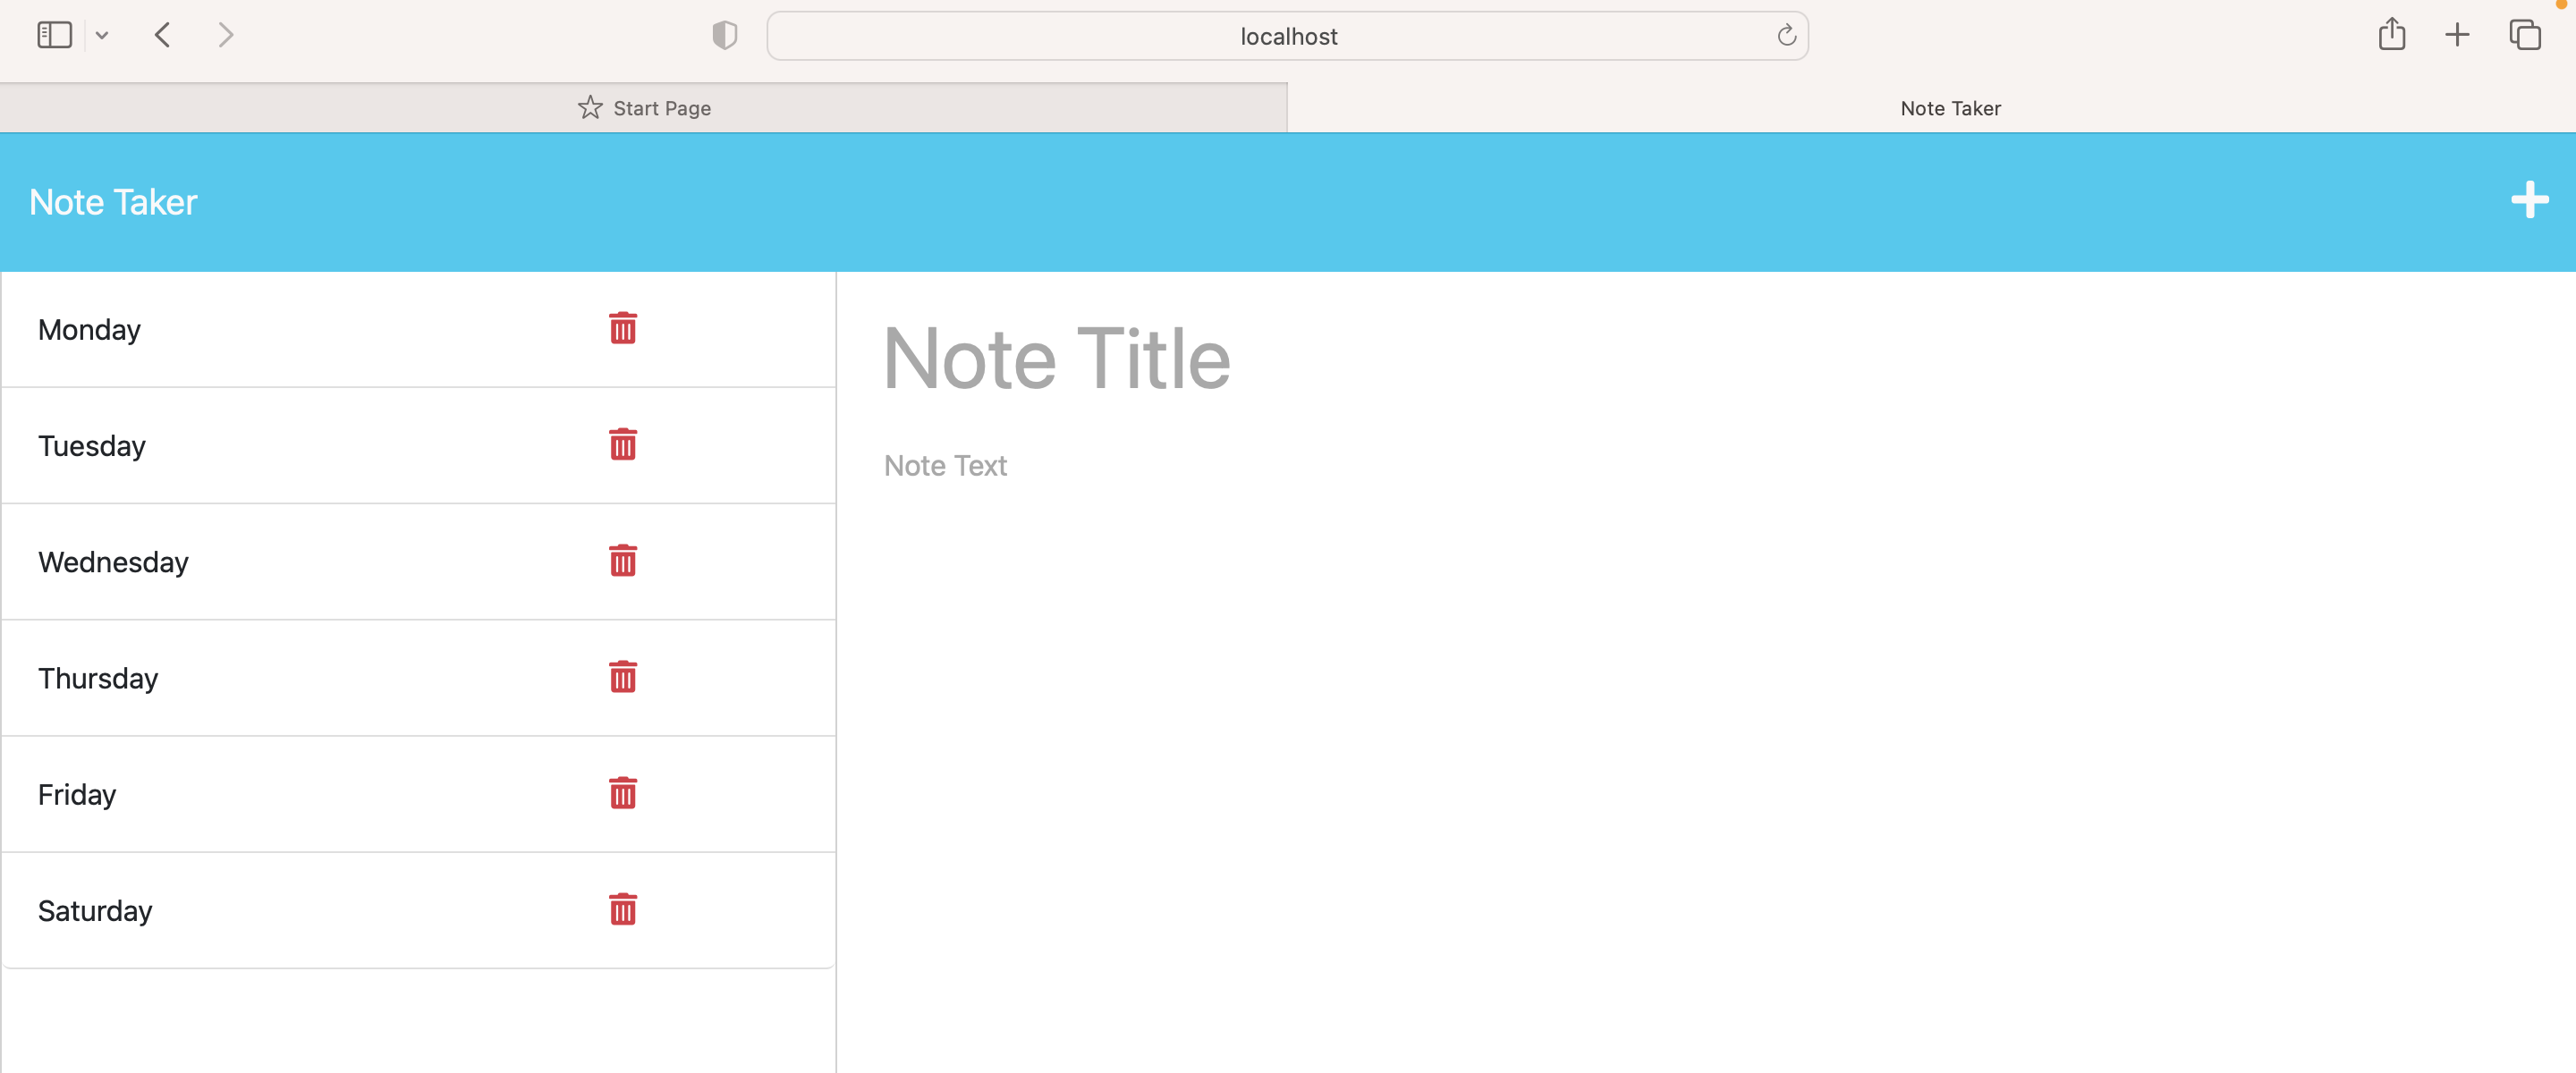 localhost
Start Page
Note Taker
Note Taker
Monday
Tuesday
Wednesday
Thursday
Friday
Saturday
Note Title
Note Text